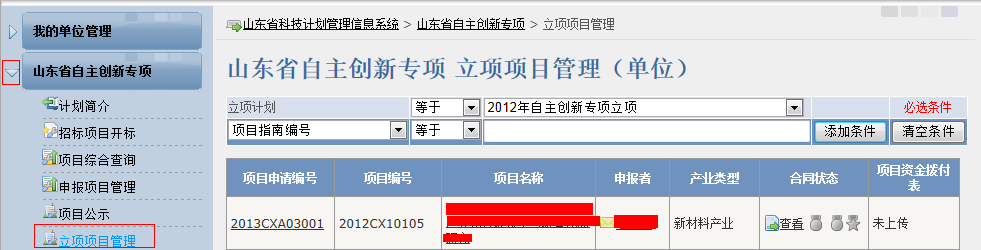 我的单位管理
山东省自主创新专项
计划简介
招标项目开标
项目综合查询
申报项目管理
项目公示
立项项目管理
山东省科技计划管理信息系统 > 山东省自主创新专项 > 立项项目管理
山东省自主创新专项 立项项目管理（单位）
立项计划 等于 2012年自主创新专项立项 必选条件
项目指南编号 等于 添加条件 清空条件
项目申请编号 项目编号 项目名称 申报者 产业类型 合同状态 项目资金拨付表
2013CXA03001 2012CX10105 新材料产业 查看 未上传